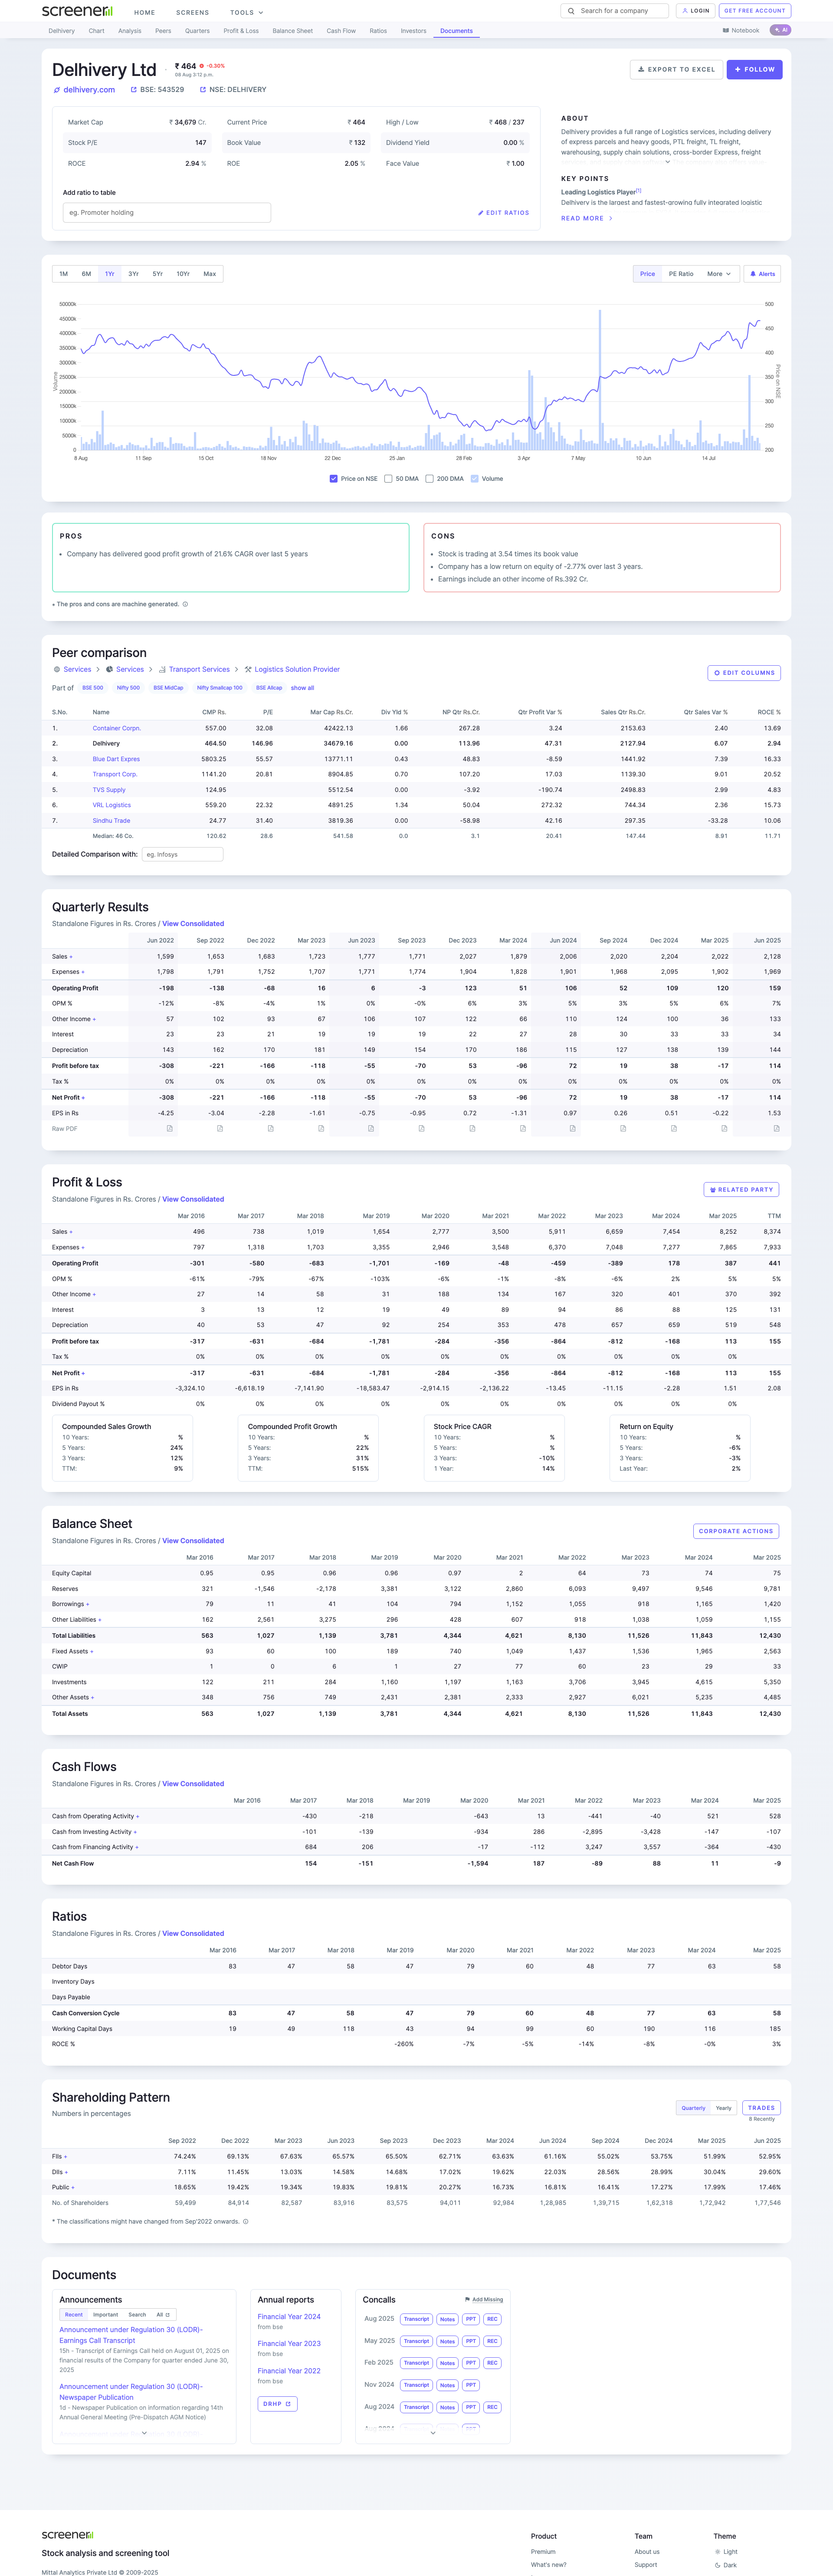 screener
HOME SCREENS TOOLS
Search for a company
LOGIN
GET FREE ACCOUNT
Delhivery Chart Analysis Peers Quarters Profit & Loss Balance Sheet Cash Flow Ratios Investors Documents
Notebook AI
Delhivery Ltd
₹ 464 -0.30%
06 Aug 3:12 p.m.
EXPORT TO EXCEL
FOLLOW
delhivery.com BSE: 543529 NSE: DELHIVERY
Market Cap ₹ 34,679 Cr.
Current Price ₹ 464
High / Low ₹ 468 / 237
Stock P/E 147
Book Value ₹ 132
Dividend Yield 0.00 %
ROCE 2.94 %
ROE 2.05 %
Face Value ₹ 1.00
Add ratio to table
eg. Promoter holding
EDIT RATIOS
ABOUT
Delhivery provides a full range of Logistics services, including delivery
of express parcels and heavy goods, PTL freight, TL freight,
warehousing, supply chain solutions, cross-border Express, freight
KEY POINTS
Leading Logistics Player[1]
Delhivery is the largest and fastest-growing fully integrated logistic
READ MORE
1M 6M 1Yr 3Yr 5Yr 10Yr Max
Price PE Ratio More Alerts
50000k 500
45000k
40000k 450
35000k
30000k 400
25000k 350
20000k
15000k 300
10000k 250
5000k
0 200
Volume
Price on NSE
8 Aug 11 Sep 15 Oct 18 Nov 22 Dec 25 Jan 28 Feb 3 Apr 7 May 10 Jun 14 Jul
Price on NSE 50 DMA 200 DMA Volume
PROS
Company has delivered good profit growth of 21.6% CAGR over last 5 years
CONS
Stock is trading at 3.54 times its book value
Company has a low return on equity of -2.77% over last 3 years.
Earnings include an other income of Rs.392 Cr.
* The pros and cons are machine generated.
Peer comparison
Services Services Transport Services Logistics Solution Provider
EDIT COLUMNS
Part of BSE 500 Nifty 500 BSE MidCap Nifty Smallcap 100 BSE Allcap show all
S.No. Name CMP Rs. P/E Mar Cap Rs.Cr. Div Yld % NP Qtr Rs.Cr. Qtr Profit Var % Sales Qtr Rs.Cr. Qtr Sales Var % ROCE %
1. Container Corpn. 557.00 32.08 42422.13 1.66 267.28 3.24 2153.63 2.40 13.69
2. Delhivery 464.50 146.96 34679.16 0.00 113.96 47.31 2127.94 6.07 2.94
3. Blue Dart Expres 5803.25 55.57 13771.11 0.43 48.83 -8.59 1441.92 7.39 16.33
4. Transport Corp. 1141.20 20.81 8904.85 0.70 107.20 17.03 1139.30 9.01 20.52
5. TVS Supply 124.95 5512.54 0.00 -3.92 -190.74 2498.83 2.99 4.83
6. VRL Logistics 559.20 22.32 4891.25 1.34 50.04 272.32 744.34 2.36 15.73
7. Sindhu Trade 24.77 31.40 3819.36 0.00 -58.98 42.16 297.35 -33.28 10.06
Median: 46 Co. 120.62 28.6 541.58 0.0 3.1 20.41 147.44 8.91 11.71
Detailed Comparison with: eg. Infosys
Quarterly Results
Standalone Figures in Rs. Crores / View Consolidated
Jun 2022 Sep 2022 Dec 2022 Mar 2023 Jun 2023 Sep 2023 Dec 2023 Mar 2024 Jun 2024 Sep 2024 Dec 2024 Mar 2025 Jun 2025
Sales + 1,599 1,653 1,683 1,723 1,777 1,771 2,027 1,879 2,006 2,020 2,204 2,022 2,128
Expenses + 1,798 1,791 1,752 1,707 1,771 1,774 1,904 1,828 1,901 1,968 2,095 1,902 1,969
Operating Profit -198 -138 -68 16 6 -3 123 51 106 52 109 120 159
OPM % -12% -8% -4% 1% 0% -0% 6% 3% 5% 3% 5% 6% 7%
Other Income + 57 102 93 67 106 107 122 66 110 124 100 36 133
Interest 23 23 21 19 19 19 22 27 28 30 33 33 34
Depreciation 143 162 170 181 149 154 170 186 115 127 138 139 144
Profit before tax -308 -221 -166 -118 -55 -70 53 -96 72 19 38 -17 114
Tax % 0% 0% 0% 0% 0% 0% 0% 0% 0% 0% 0% 0% 0%
Net Profit + -308 -221 -166 -118 -55 -70 53 -96 72 19 38 -17 114
EPS in Rs -4.25 -3.04 -2.28 -1.61 -0.75 -0.95 0.72 -1.31 0.97 0.26 0.51 -0.22 1.53
Raw PDF
Profit & Loss
Standalone Figures in Rs. Crores / View Consolidated
RELATED PARTY
Mar 2016 Mar 2017 Mar 2018 Mar 2019 Mar 2020 Mar 2021 Mar 2022 Mar 2023 Mar 2024 Mar 2025 TTM
Sales + 496 738 1,019 1,654 2,777 3,500 5,911 6,659 7,454 8,252 8,374
Expenses + 797 1,318 1,703 3,355 2,946 3,548 6,370 7,048 7,277 7,865 7,933
Operating Profit -301 -580 -683 -1,701 -169 -48 -459 -389 178 387 441
OPM % -61% -79% -67% -103% -6% -1% -8% -6% 2% 5% 5%
Other Income + 27 14 58 31 188 134 167 320 401 370 392
Interest 3 13 12 19 49 89 94 86 88 125 131
Depreciation 40 53 47 92 254 353 478 657 659 519 548
Profit before tax -317 -631 -684 -1,781 -284 -356 -864 -812 -168 113 155
Tax % 0% 0% 0% 0% 0% 0% 0% 0% 0% 0%
Net Profit + -317 -631 -684 -1,781 -284 -356 -864 -812 -168 113 155
EPS in Rs -3,324.10 -6,618.19 -7,141.90 -18,583.47 -2,914.15 -2,136.22 -13.45 -11.15 -2.28 1.51 2.08
Dividend Payout % 0% 0% 0% 0% 0% 0% 0% 0% 0% 0%
Compounded Sales Growth
10 Years: %
5 Years: 24%
3 Years: 12%
TTM: 9%
Compounded Profit Growth
10 Years: %
5 Years: 22%
3 Years: 31%
TTM: 515%
Stock Price CAGR
10 Years: %
5 Years: %
3 Years: -10%
1 Year: 14%
Return on Equity
10 Years: %
5 Years: -6%
3 Years: -3%
Last Year: 2%
Balance Sheet
Standalone Figures in Rs. Crores / View Consolidated
CORPORATE ACTIONS
Mar 2016 Mar 2017 Mar 2018 Mar 2019 Mar 2020 Mar 2021 Mar 2022 Mar 2023 Mar 2024 Mar 2025
Equity Capital 0.95 0.95 0.96 0.96 0.97 2 64 73 74 75
Reserves 321 -1,546 -2,178 3,381 3,122 2,860 6,093 9,497 9,546 9,781
Borrowings + 79 11 41 104 794 1,152 1,055 918 1,165 1,420
Other Liabilities + 162 2,561 3,275 296 428 607 918 1,038 1,059 1,155
Total Liabilities 563 1,027 1,139 3,781 4,344 4,621 8,130 11,526 11,843 12,430
Fixed Assets + 93 60 100 189 740 1,049 1,437 1,536 1,965 2,563
CWIP 1 0 6 1 27 77 60 23 29 33
Investments 122 211 284 1,160 1,197 1,163 3,706 3,945 4,615 5,350
Other Assets + 348 756 749 2,431 2,381 2,333 2,927 6,021 5,235 4,485
Total Assets 563 1,027 1,139 3,781 4,344 4,621 8,130 11,526 11,843 12,430
Cash Flows
Standalone Figures in Rs. Crores / View Consolidated
Mar 2016 Mar 2017 Mar 2018 Mar 2019 Mar 2020 Mar 2021 Mar 2022 Mar 2023 Mar 2024 Mar 2025
Cash from Operating Activity + -430 -218 -643 13 -441 -40 521 528
Cash from Investing Activity + -101 -139 -934 286 -2,895 -3,428 -147 -107
Cash from Financing Activity + 684 206 -17 -112 3,247 3,557 -364 -430
Net Cash Flow 154 -151 -1,594 187 -89 88 11 -9
Ratios
Standalone Figures in Rs. Crores / View Consolidated
Mar 2016 Mar 2017 Mar 2018 Mar 2019 Mar 2020 Mar 2021 Mar 2022 Mar 2023 Mar 2024 Mar 2025
Debtor Days 83 47 58 47 79 60 48 77 63 58
Inventory Days
Days Payable
Cash Conversion Cycle 83 47 58 47 79 60 48 77 63 58
Working Capital Days 19 49 118 43 94 99 60 190 116 185
ROCE % -260% -7% -5% -14% -8% -0% 3%
Shareholding Pattern
Numbers in percentages
Quarterly Yearly TRADES
8 Recently
Sep 2022 Dec 2022 Mar 2023 Jun 2023 Sep 2023 Dec 2023 Mar 2024 Jun 2024 Sep 2024 Dec 2024 Mar 2025 Jun 2025
FIIs + 74.24% 69.13% 67.63% 65.57% 65.50% 62.71% 63.63% 61.16% 55.02% 53.75% 51.99% 52.95%
DIIs + 7.11% 11.45% 13.03% 14.58% 14.68% 17.02% 19.62% 22.03% 28.56% 28.99% 30.04% 29.60%
Public + 18.65% 19.42% 19.34% 19.83% 19.81% 20.27% 16.73% 16.81% 16.41% 17.27% 17.99% 17.46%
No. of Shareholders 59,499 84,914 82,587 83,916 83,575 94,011 92,984 1,28,985 1,39,715 1,62,318 1,72,942 1,77,546
* The classifications might have changed from Sep'2022 onwards.
Documents
Announcements
Recent Important Search All
Announcement under Regulation 30 (LODR)-
Earnings Call Transcript
15h - Transcript of Earnings Call held on August 01, 2025 on
financial results of the Company for quarter ended June 30,
2025
Announcement under Regulation 30 (LODR)-
Newspaper Publication
1d - Newspaper Publication on information regarding 14th
Annual General Meeting (Pre-Dispatch AGM Notice)
Annual reports
Financial Year 2024
from bse
Financial Year 2023
from bse
Financial Year 2022
from bse
DRHP
Concalls
Add Missing
Aug 2025 Transcript Notes PPT REC
May 2025 Transcript Notes PPT REC
Feb 2025 Transcript Notes PPT REC
Nov 2024 Transcript Notes PPT
Aug 2024 Transcript Notes PPT REC
screener
Stock analysis and screening tool
Mittal Analytics Private Ltd © 2009-2025
Product
Premium
What's new?
Team
About us
Support
Theme
Light
Dark